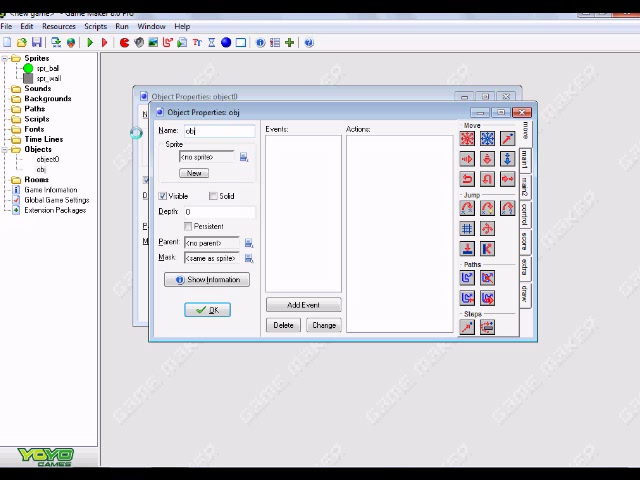 <new game> - Game Maker 8.0 Pro
File Edit Resources Scripts Run Window Help
Sprites
spr_ball
spr_wall
Sounds
Backgrounds
Paths
Scripts
Fonts
Time Lines
Objects
object0
obj
Rooms
Game Information
Global Game Settings
Extension Packages
Object Properties: object0
Object Properties: obj
Name: obj
Sprite
<no sprite>
New
Visible Solid
Depth: 0
Persistent
Parent: <no parent>
Mask: <same as sprite>
Show Information
OK
Events:
Add Event
Delete Change
Actions:
Move
Jump
Paths
Steps
move
main1
main2
control
score
extra
draw
YOYO
GAMES
GAME MAKER